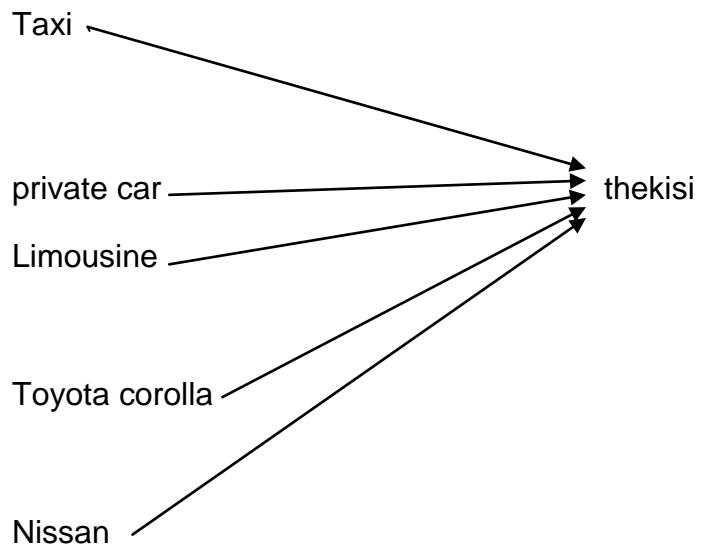 Taxi
private car
thekisi
Limousine
Toyota corolla
Nissan